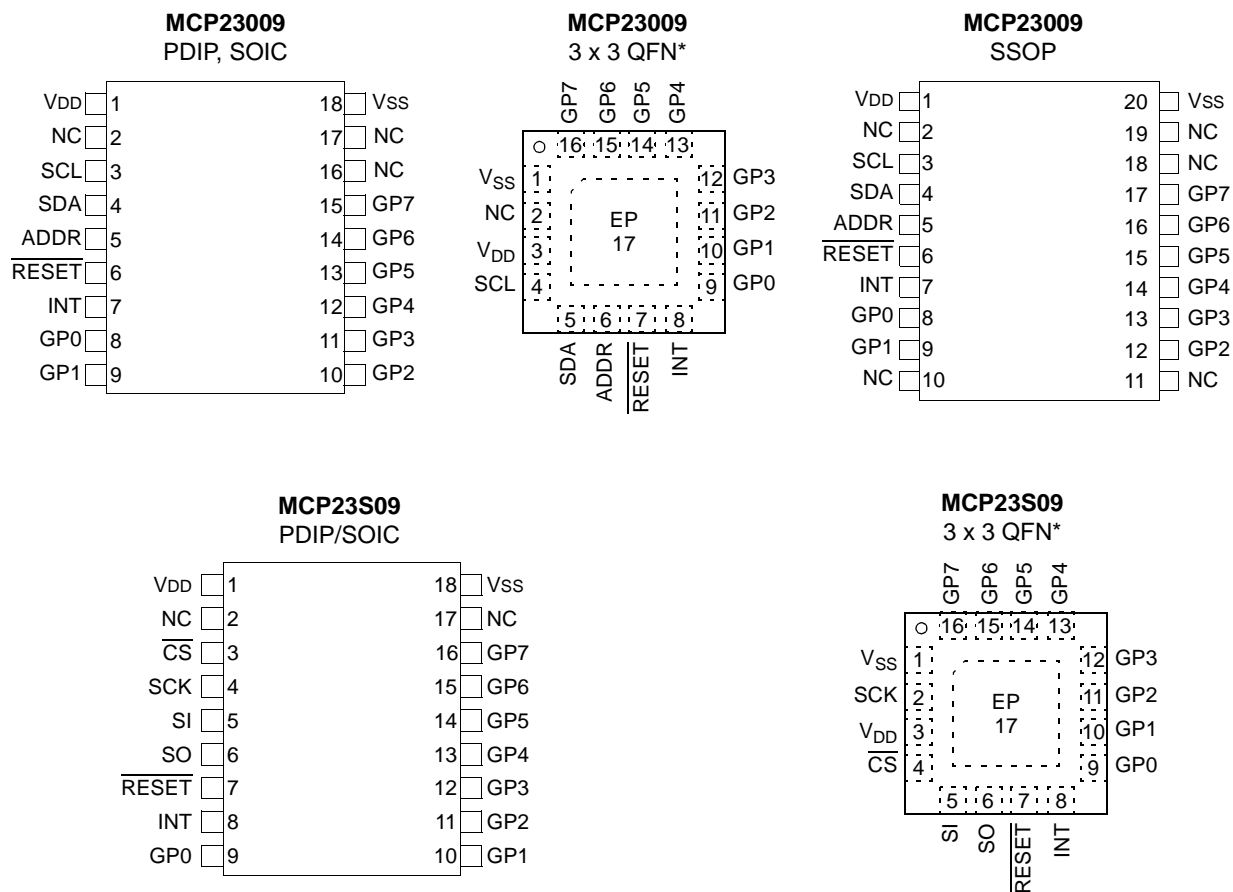 MCP23009
PDIP, SOIC
VDD 1 18 VSS
NC 2 17 NC
SCL 3 16 NC
SDA 4 15 GP7
ADDR 5 14 GP6
RESET 6 13 GP5
INT 7 12 GP4
GP0 8 11 GP3
GP1 9 10 GP2
MCP23009
3 x 3 QFN*
GP7 GP6 GP5 GP4
16 15 14 13
VSS 1 12 GP3
NC 2 EP 11 GP2
VDD 3 17 10 GP1
SCL 4 9 GP0
5 6 7 8
SDA ADDR RESET INT
MCP23009
SSOP
VDD 1 20 VSS
NC 2 19 NC
SCL 3 18 NC
SDA 4 17 GP7
ADDR 5 16 GP6
RESET 6 15 GP5
INT 7 14 GP4
GP0 8 13 GP3
GP1 9 12 GP2
NC 10 11 NC
MCP23S09
PDIP/SOIC
VDD 1 18 VSS
NC 2 17 NC
CS 3 16 GP7
SCK 4 15 GP6
SI 5 14 GP5
SO 6 13 GP4
RESET 7 12 GP3
INT 8 11 GP2
GP0 9 10 GP1
MCP23S09
3 x 3 QFN*
GP7 GP6 GP5 GP4
16 15 14 13
VSS 1 12 GP3
SCK 2 EP 11 GP2
VDD 3 17 10 GP1
CS 4 9 GP0
5 6 7 8
SI SO RESET INT